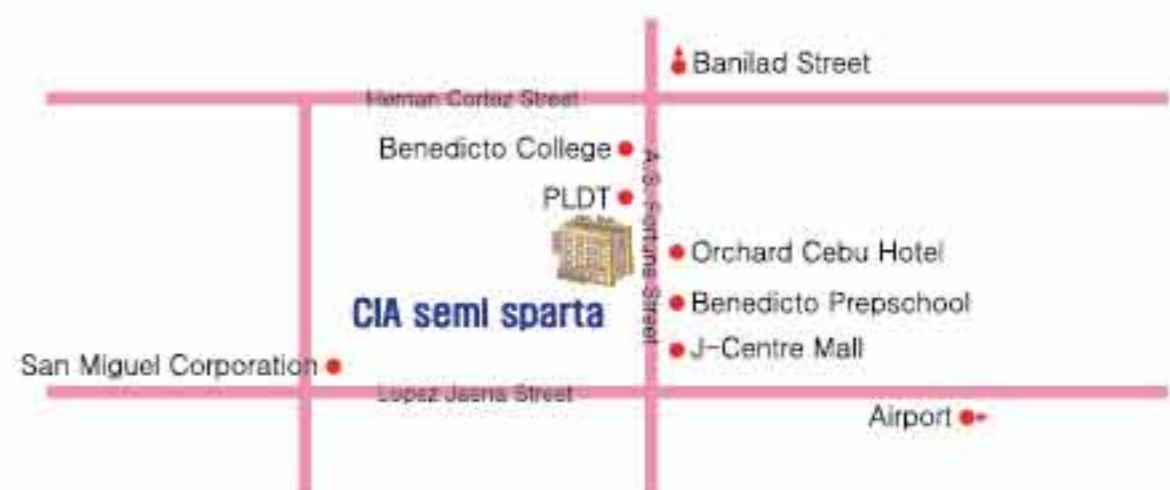 Banilad Street
Hernan Cortez Street
Benedicto College
A.S. Fortuna Street
PLDT
Orchard Cebu Hotel
Benedicto Prepschool
CIA semi sparta
J-Centre Mall
San Miguel Corporation
Lopez Jaena Street
Airport